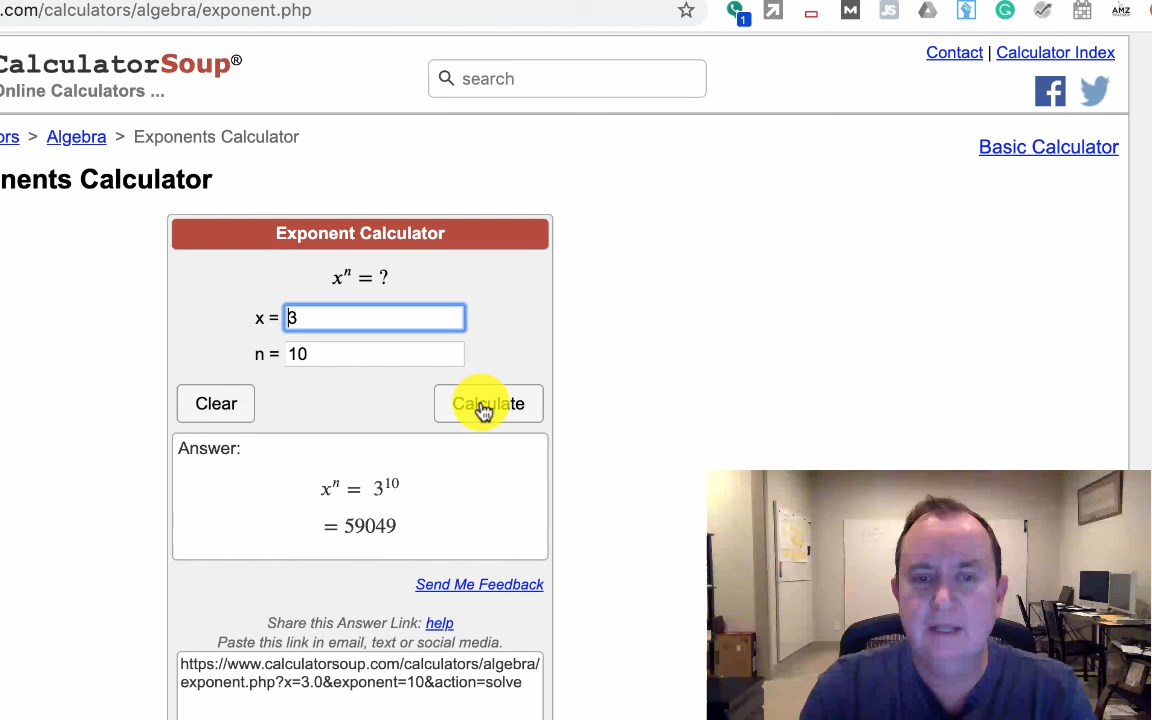 .com/calculators/algebra/exponent.php
1
M
JS
G
AMZ
CalculatorSoup®
Online Calculators ...
search
Contact | Calculator Index
ors > Algebra > Exponents Calculator
Basic Calculator
nents Calculator
Exponent Calculator
xⁿ = ?
x = 3
n = 10
Clear
Calculate
Answer:
xⁿ = 3¹⁰
= 59049
Send Me Feedback
Share this Answer Link: help
Paste this link in email, text or social media.
https://www.calculatorsoup.com/calculators/algebra/
exponent.php?x=3.0&exponent=10&action=solve